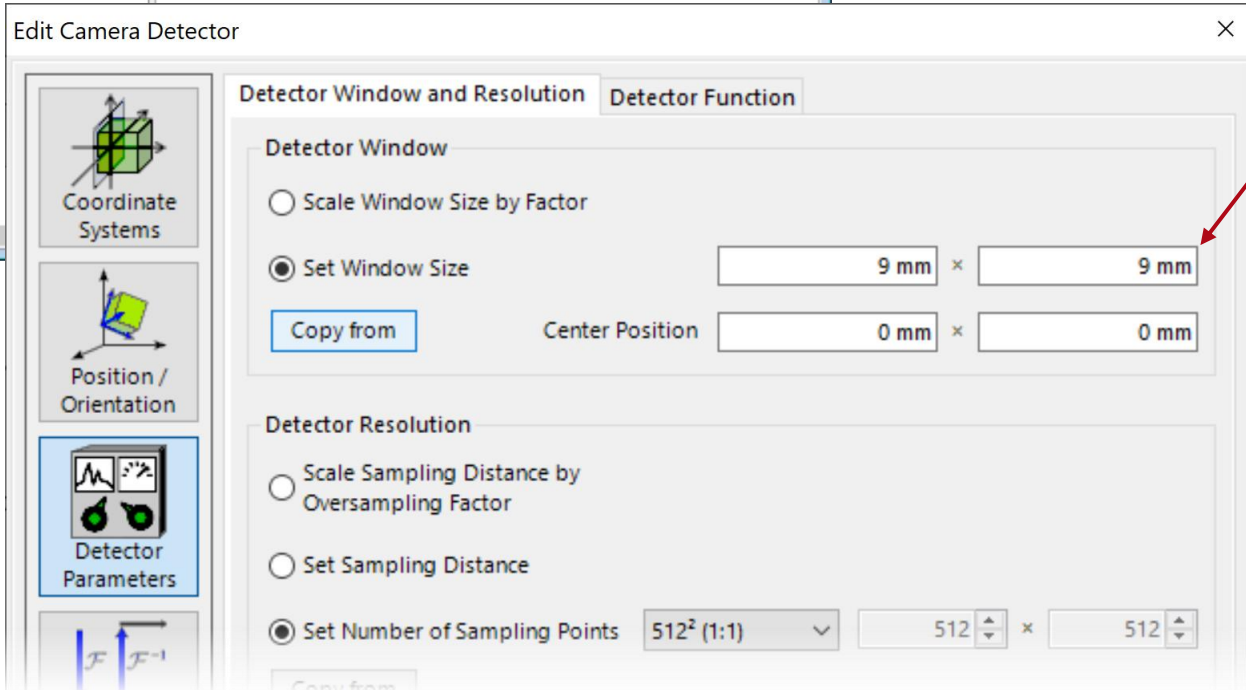 Edit Camera Detector
Coordinate
Systems
Position /
Orientation
Detector
Parameters
F F⁻¹
Detector Window and Resolution
Detector Function
Detector Window
Scale Window Size by Factor
Set Window Size 9 mm × 9 mm
Copy from Center Position 0 mm × 0 mm
Detector Resolution
Scale Sampling Distance by
Oversampling Factor
Set Sampling Distance
Set Number of Sampling Points 512² (1:1) 512 × 512
Copy from